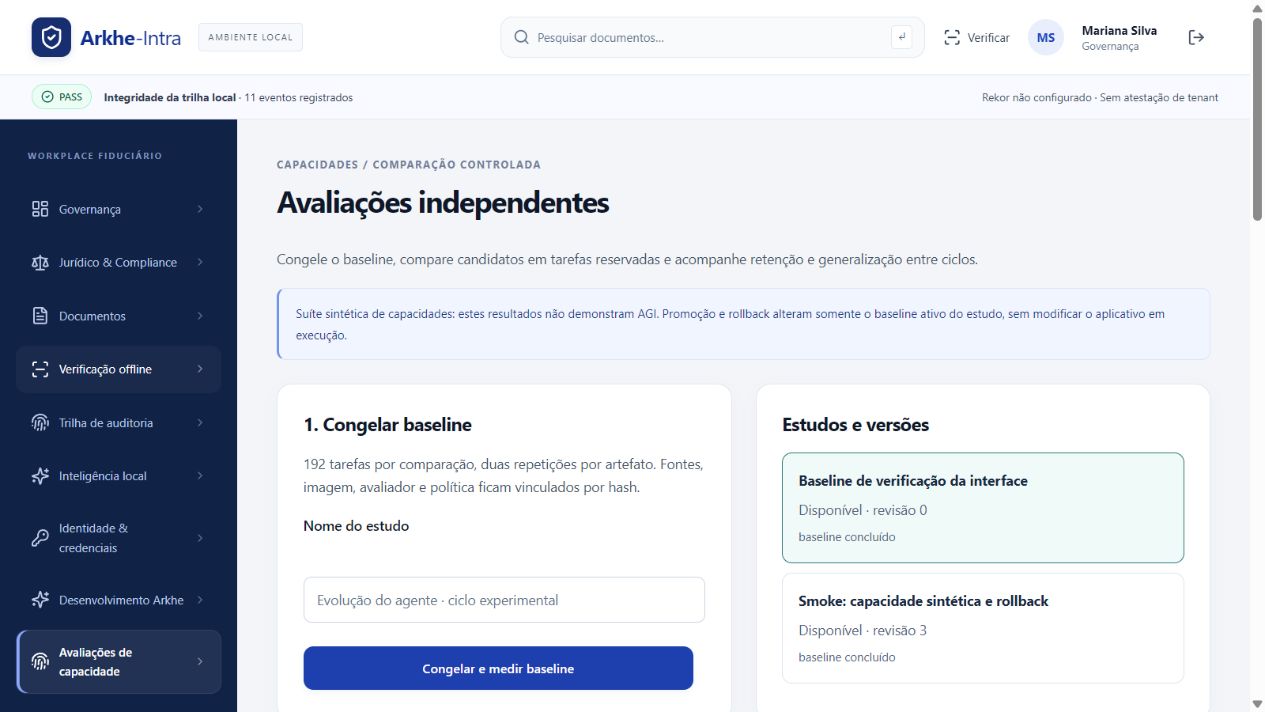 Arkhe-Intra
AMBIENTE LOCAL
Pesquisar documentos...
↵
Verificar
MS
Mariana Silva
Governança
PASS
Integridade da trilha local · 11 eventos registrados
Rekor não configurado · Sem atestação de tenant
WORKPLACE FIDUCIÁRIO
Governança
Jurídico & Compliance
Documentos
Verificação offline
Trilha de auditoria
Inteligência local
Identidade &
credenciais
Desenvolvimento Arkhe
Avaliações de
capacidade
CAPACIDADES / COMPARAÇÃO CONTROLADA
Avaliações independentes
Congele o baseline, compare candidatos em tarefas reservadas e acompanhe retenção e generalização entre ciclos.
Suíte sintética de capacidades: estes resultados não demonstram AGI. Promoção e rollback alteram somente o baseline ativo do estudo, sem modificar o aplicativo em
execução.
1. Congelar baseline
192 tarefas por comparação, duas repetições por artefato. Fontes,
imagem, avaliador e política ficam vinculados por hash.
Nome do estudo
Evolução do agente · ciclo experimental
Congelar e medir baseline
Estudos e versões
Baseline de verificação da interface
Disponível · revisão 0
baseline concluído
Smoke: capacidade sintética e rollback
Disponível · revisão 3
baseline concluído